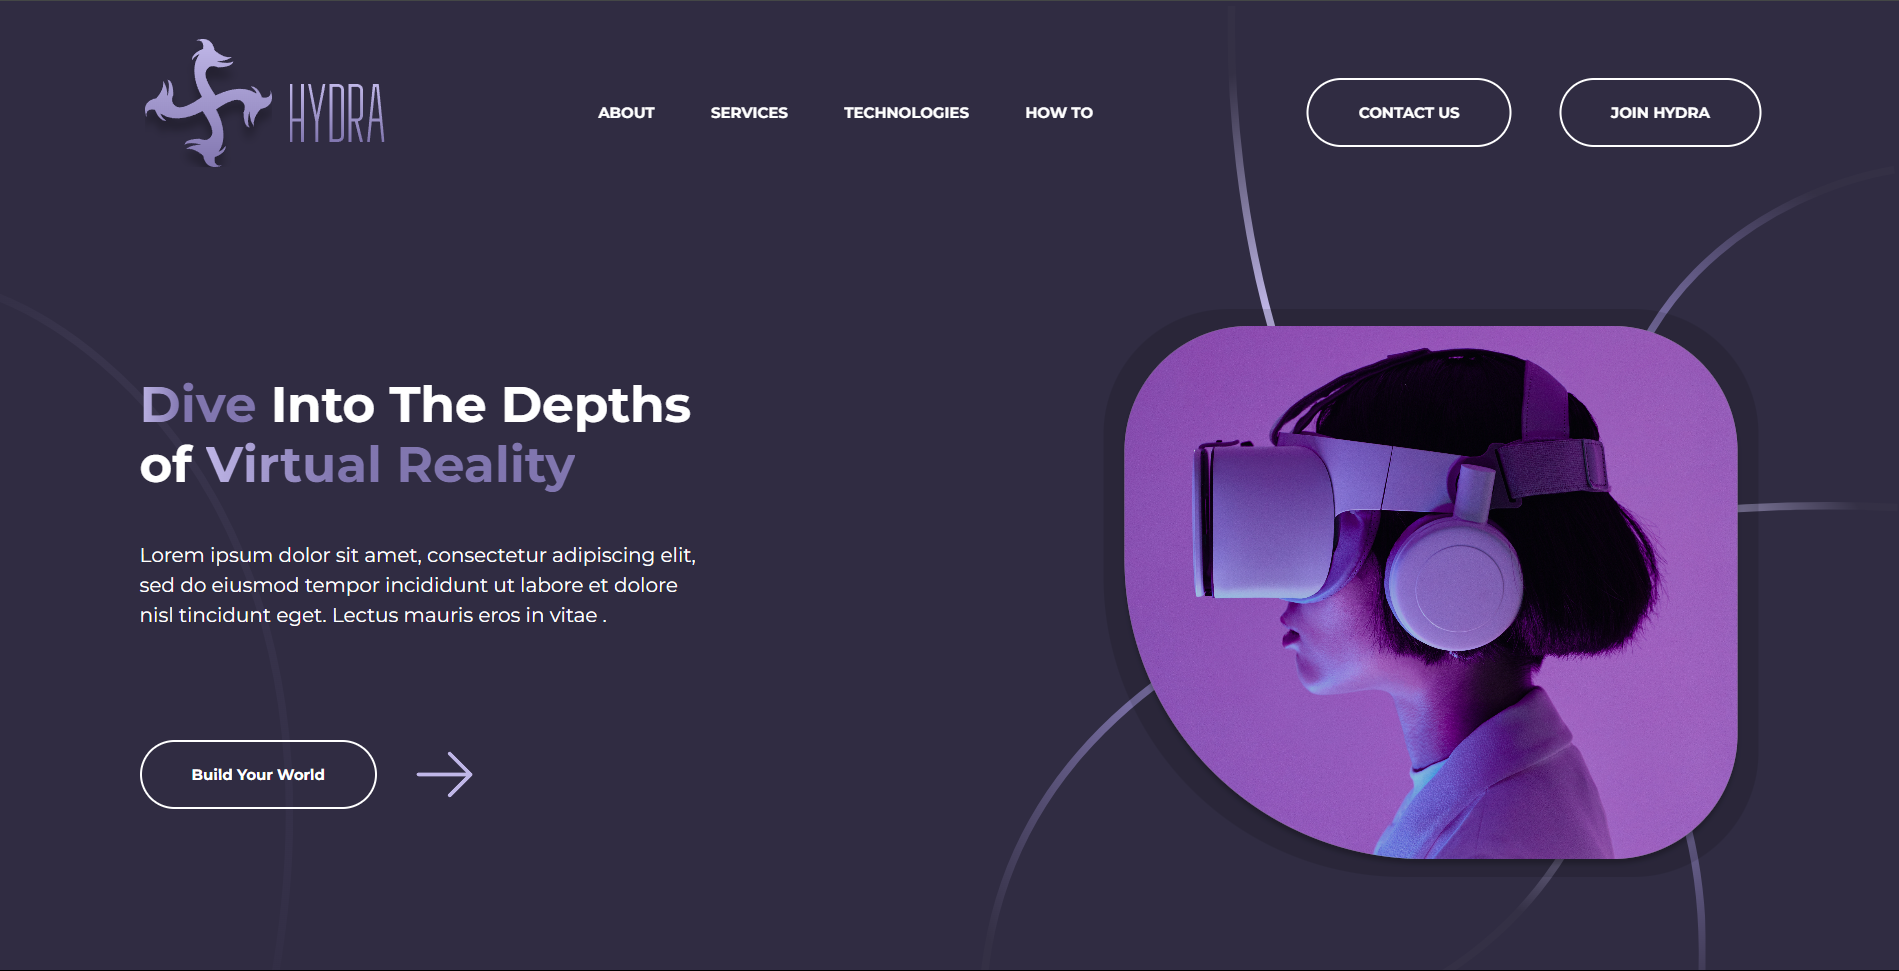 HYDRA
ABOUT SERVICES TECHNOLOGIES HOW TO
CONTACT US
JOIN HYDRA
Dive Into The Depths
of Virtual Reality
Lorem ipsum dolor sit amet, consectetur adipiscing elit,
sed do eiusmod tempor incididunt ut labore et dolore
nisl tincidunt eget. Lectus mauris eros in vitae .
Build Your World